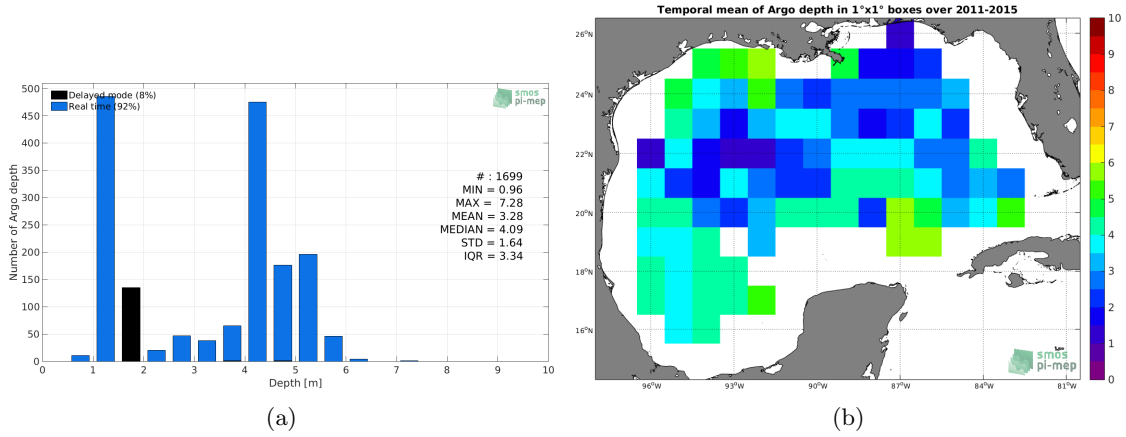 Delayed mode (8%)
Real time (92%)
smos
pi-mep
500
450
400
350
300
250
200
150
100
50
0
Number of Argo depth
# : 1699
MIN = 0.96
MAX = 7.28
MEAN = 3.28
MEDIAN = 4.09
STD = 1.64
IQR = 3.34
0 1 2 3 4 5 6 7 8 9 10
Depth [m]
(a)
Temporal mean of Argo depth in 1°x1° boxes over 2011-2015
26°N
24°N
22°N
20°N
18°N
16°N
96°W 93°W 90°W 87°W 84°W 81°W
smos
pi-mep
10
9
8
7
6
5
4
3
2
1
0
(b)